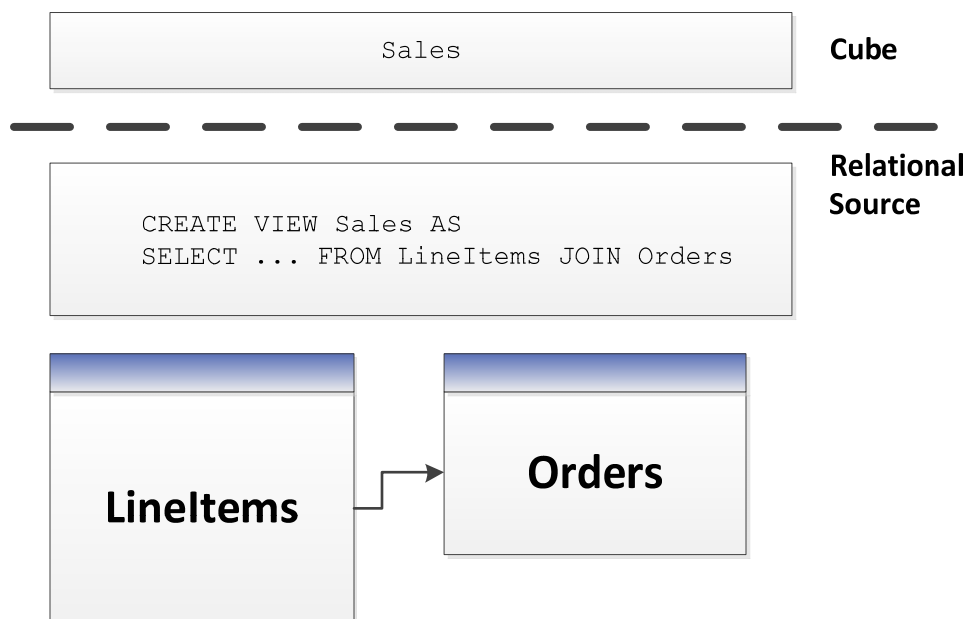 Sales
Cube
Relational
Source
CREATE VIEW Sales AS
SELECT ... FROM LineItems JOIN Orders
LineItems
Orders